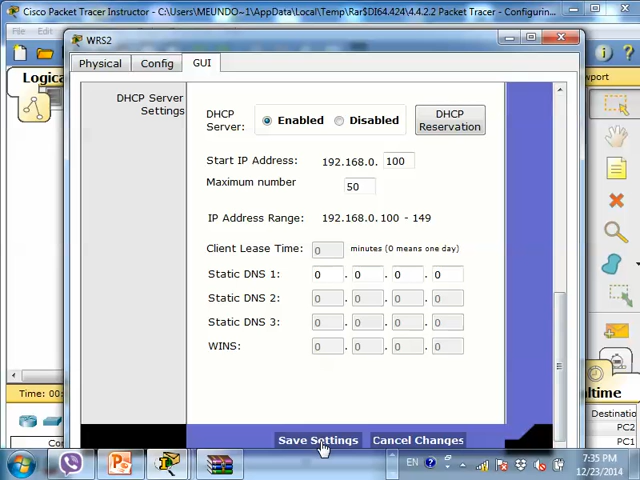 Cisco Packet Tracer Instructor - C:\Users\MEUNDO~1\AppData\Local\Temp\Rar$DI64.424\4.4.2.2 Packet Tracer - Configurin...
File
WRS2
Logica
wport
Physical Config GUI
DHCP Server
Settings
DHCP
Server:
Enabled Disabled
DHCP
Reservation
Start IP Address: 192.168.0. 100
Maximum number 50
IP Address Range: 192.168.0.100 - 149
Client Lease Time: 0 minutes (0 means one day)
Static DNS 1: 0 . 0 . 0 . 0
Static DNS 2: 0 . 0 . 0 . 0
Static DNS 3: 0 . 0 . 0 . 0
WINS: 0 . 0 . 0 . 0
Save Settings Cancel Changes
Time: 00:
altime
Destinatio
PC2
EN
7:35 PM
12/23/2014